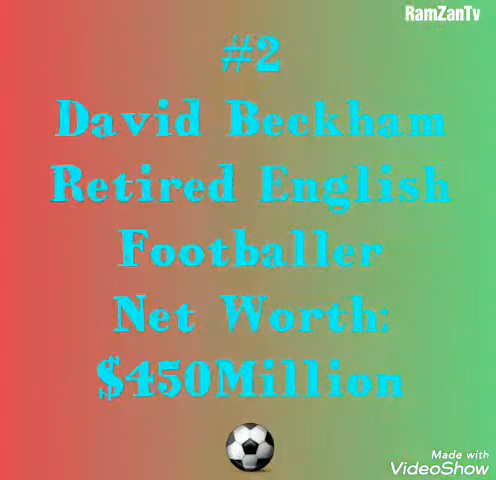 RamZanTv
#2
David Beckham
Retired English
Footballer
Net Worth:
$450Million
Made with
VideoShow